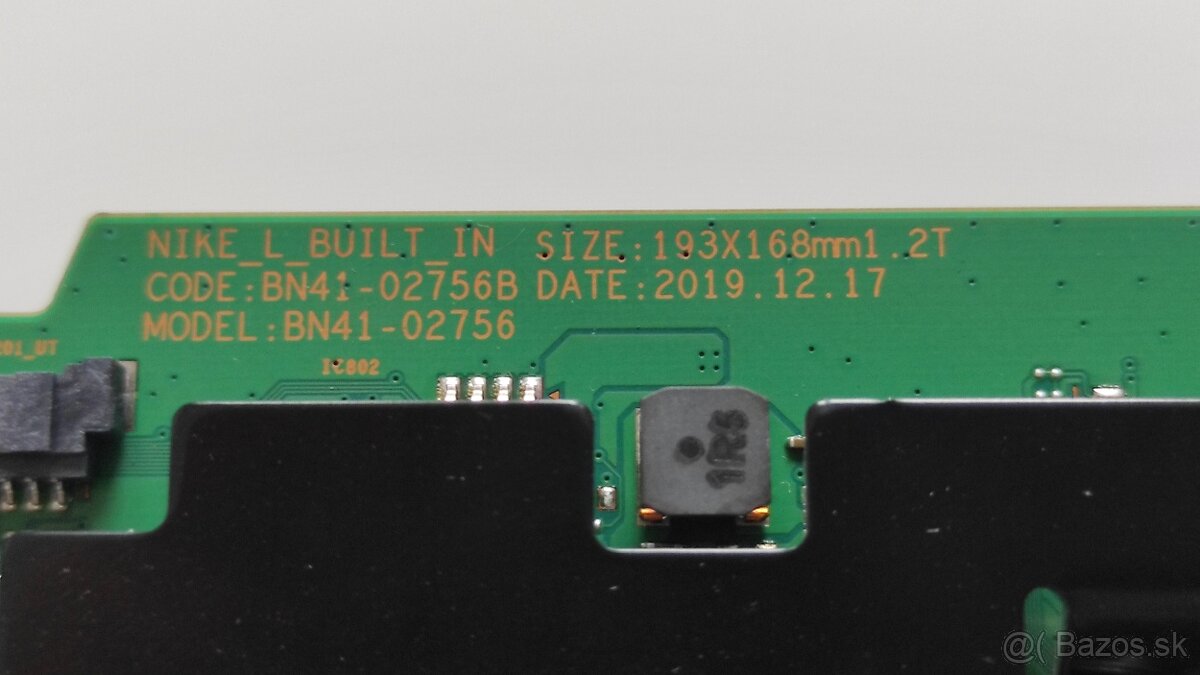 NIKE_L_BUILT_IN SIZE:193X168mm1.2T
CODE:BN41-02756B DATE:2019.12.17
MODEL:BN41-02756
IC802
1R5
@( Bazos.sk